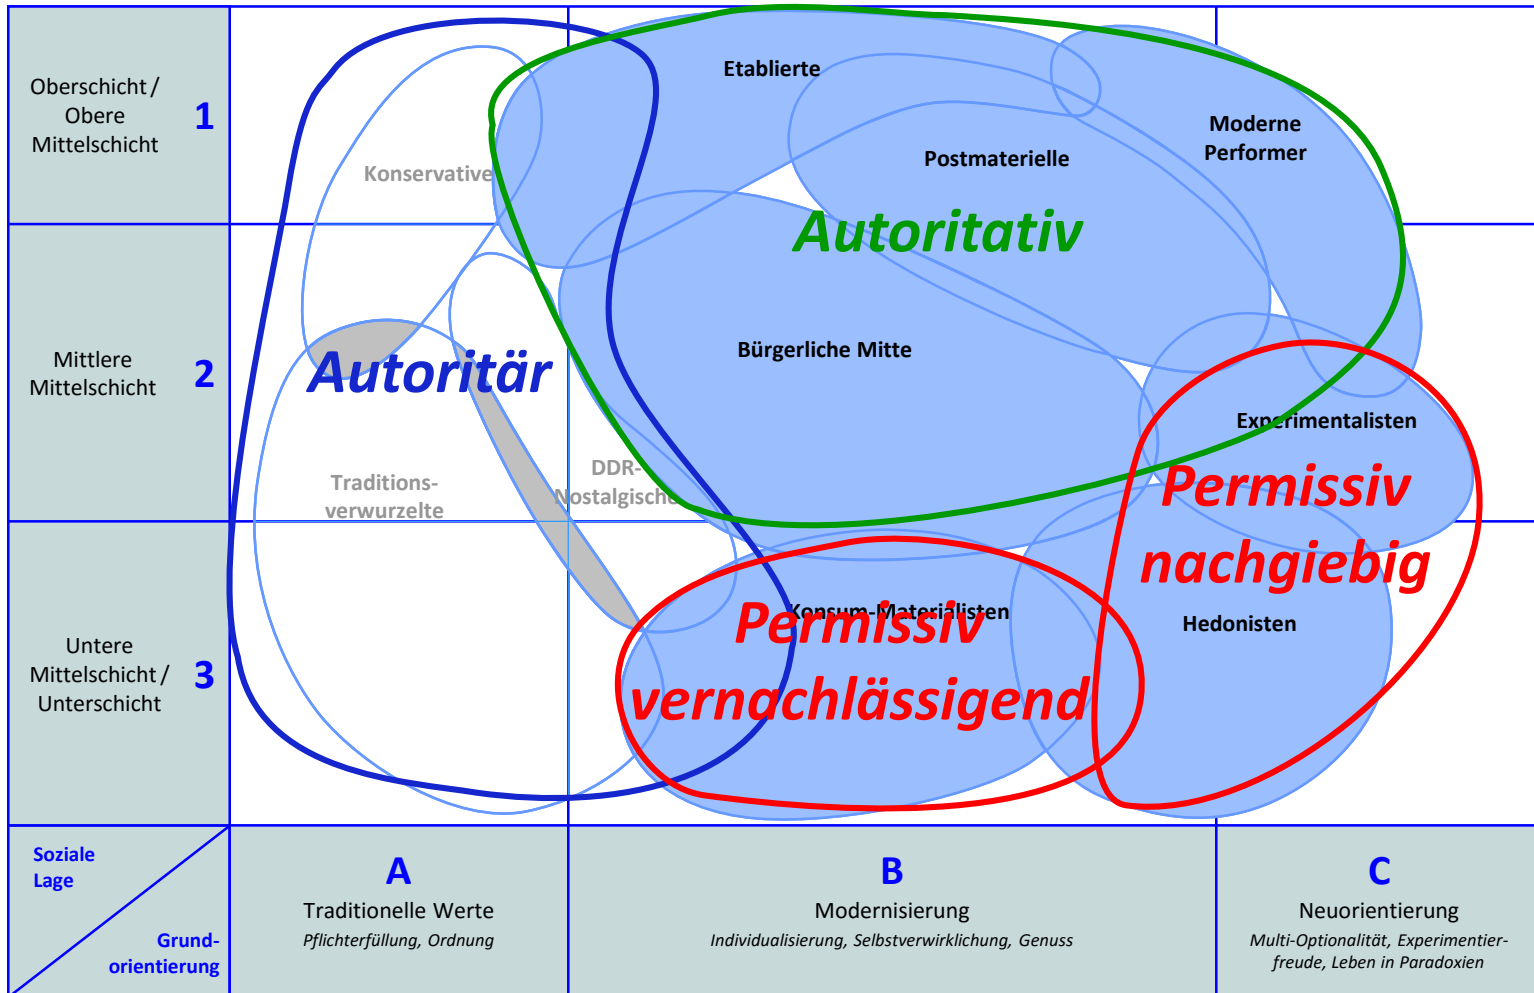 Oberschicht /
Obere
Mittelschicht
1
Etablierte
Moderne
Performer
Postmaterielle
Konservative
Autoritativ
Mittlere
Mittelschicht
2
Bürgerliche Mitte
Autoritär
Experimentalisten
DDR-
Nostalgische
Traditions-
verwurzelte
Permissiv
nachgiebig
Untere
Mittelschicht /
Unterschicht
3
Konsum-Materialisten
Permissiv
vernachlässigend
Hedonisten
Soziale
Lage
Grund-
orientierung
A
Traditionelle Werte
Pflichterfüllung, Ordnung
B
Modernisierung
Individualisierung, Selbstverwirklichung, Genuss
C
Neuorientierung
Multi-Optionalität, Experimentier-
freude, Leben in Paradoxien